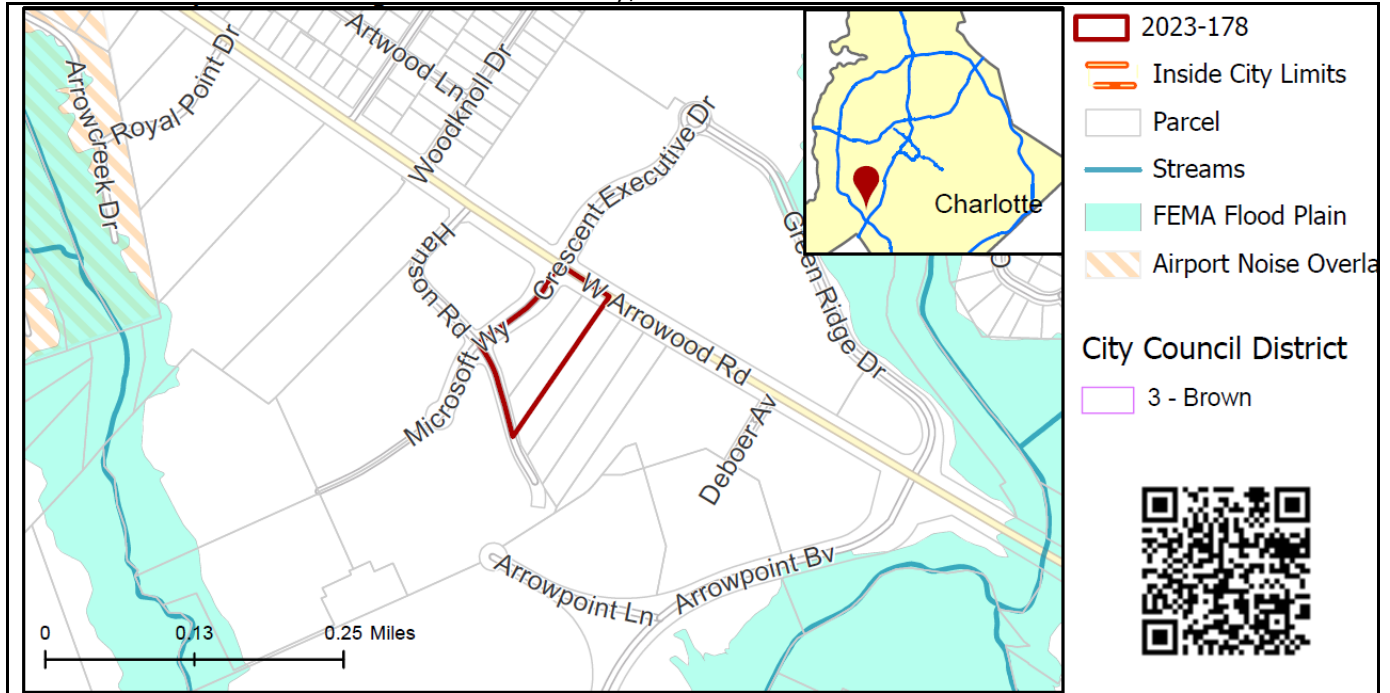 Artwood Ln
Royal Point Dr
Woodknoll Dr
Arrowcreek Dr
Crescent Executive Dr
Hanson Rd
Green Ridge Dr
W Arrowood Rd
Microsoft Wy
Deboer Av
Arrowpoint Ln
Arrowpoint Bv
0
0.13
0.25 Miles
Charlotte
2023-178
Inside City Limits
Parcel
Streams
FEMA Flood Plain
Airport Noise Overla
City Council District
3 - Brown